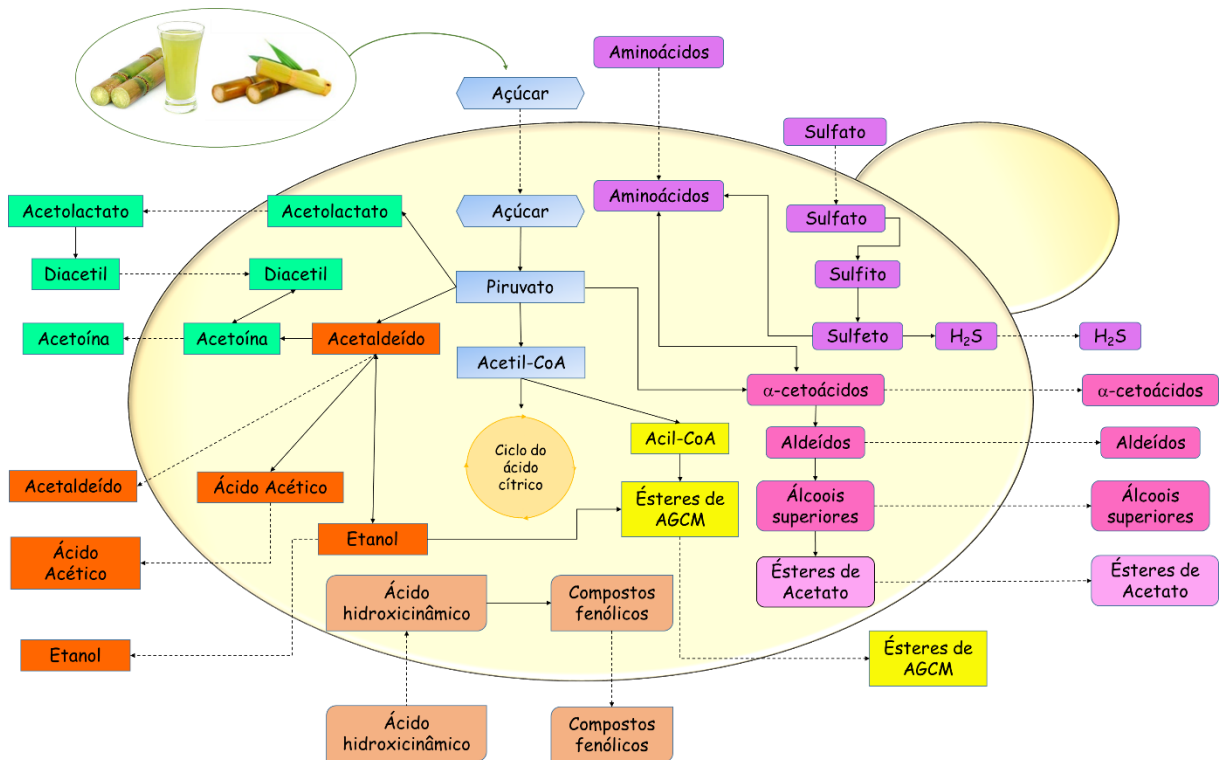 Açúcar
Aminoácidos
Sulfato
Aminoácidos
Acetolactato
Acetolactato
Açúcar
Sulfato
Diacetil
Diacetil
Piruvato
Sulfito
Acetoína
Acetoína
Acetaldeído
Sulfeto
H₂S
H₂S
Acetil-CoA
α-cetoácidos
α-cetoácidos
Ciclo do
ácido
cítrico
Acil-CoA
Aldeídos
Aldeídos
Acetaldeído
Ácido Acético
Ésteres de
AGCM
Álcoois
superiores
Álcoois
superiores
Etanol
Ácido
Acético
Ésteres de
Acetato
Ésteres de
Acetato
Ácido
hidroxicinâmico
Compostos
fenólicos
Etanol
Ésteres de
AGCM
Ácido
hidroxicinâmico
Compostos
fenólicos